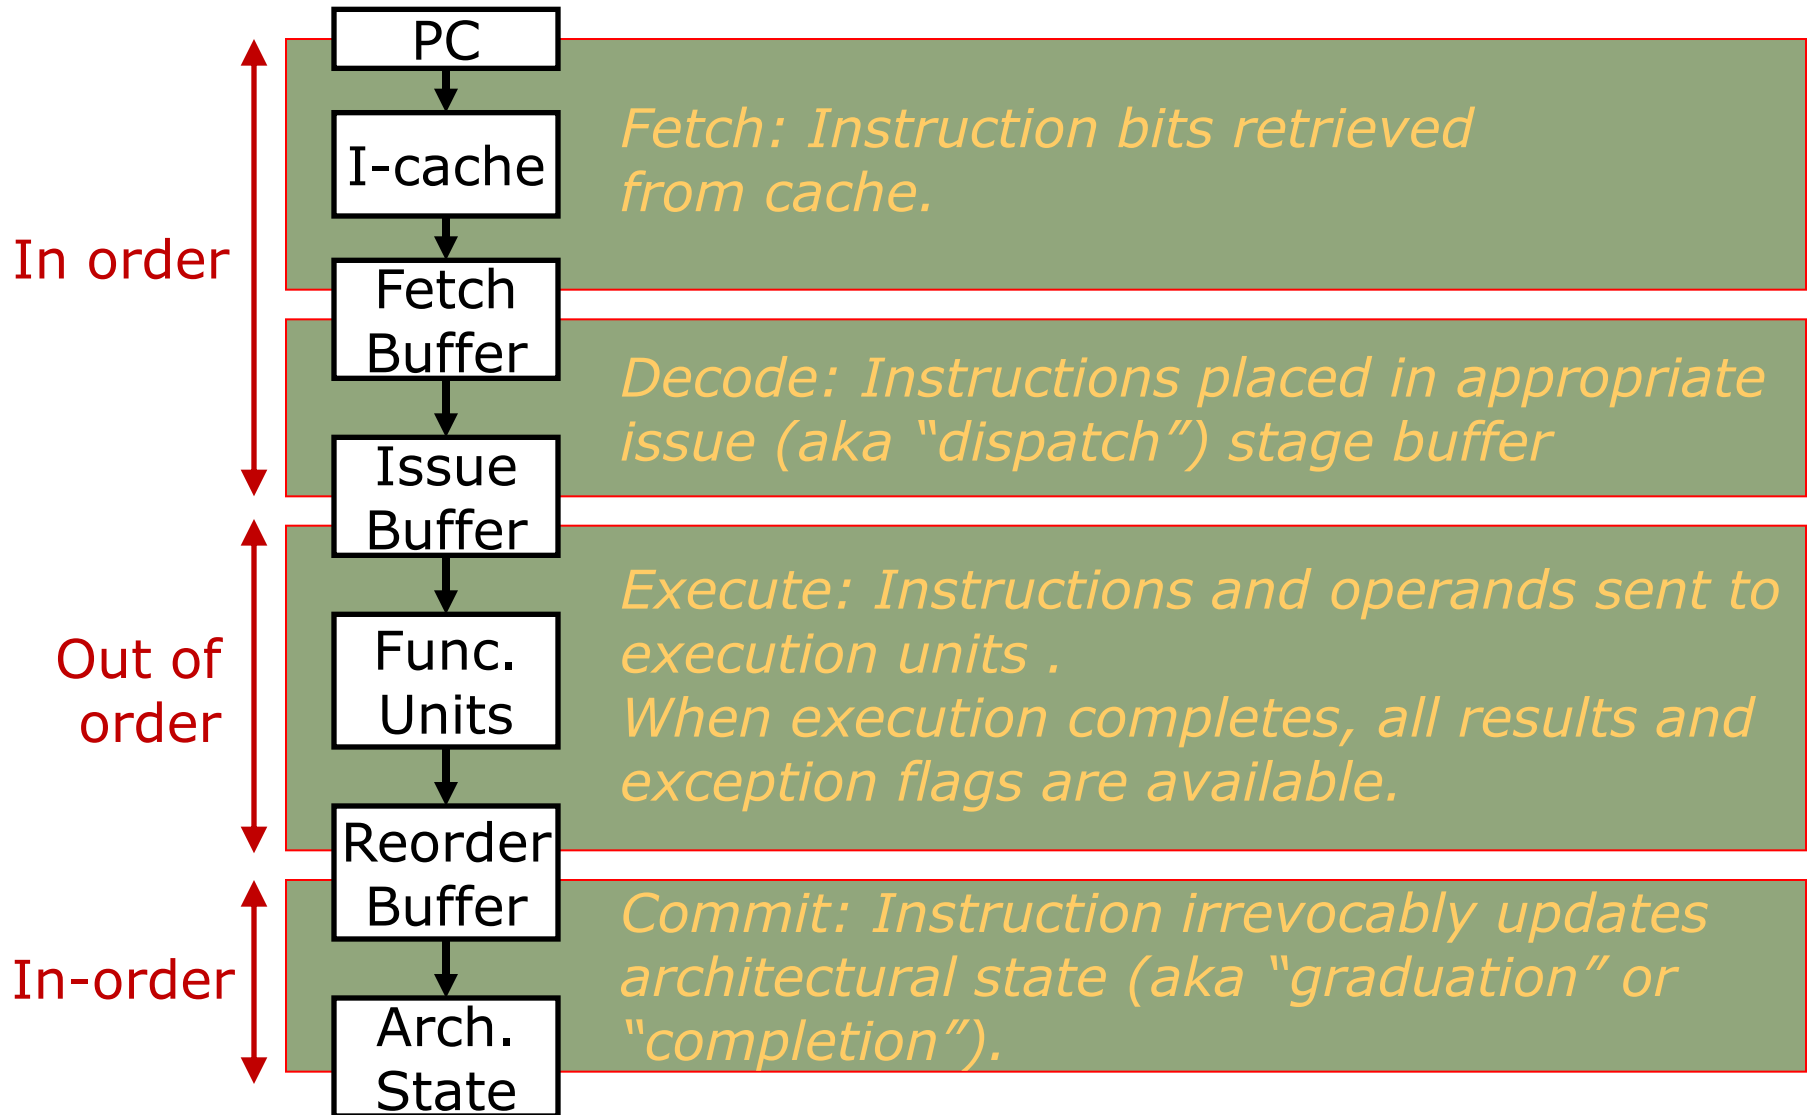 PC
I-cache
Fetch: Instruction bits retrieved
from cache.
In order
Fetch
Buffer
Decode: Instructions placed in appropriate
issue (aka “dispatch”) stage buffer
Issue
Buffer
Execute: Instructions and operands sent to
execution units .
When execution completes, all results and
exception flags are available.
Out of
order
Func.
Units
Reorder
Buffer
Commit: Instruction irrevocably updates
architectural state (aka “graduation” or
“completion”).
In-order
Arch.
State